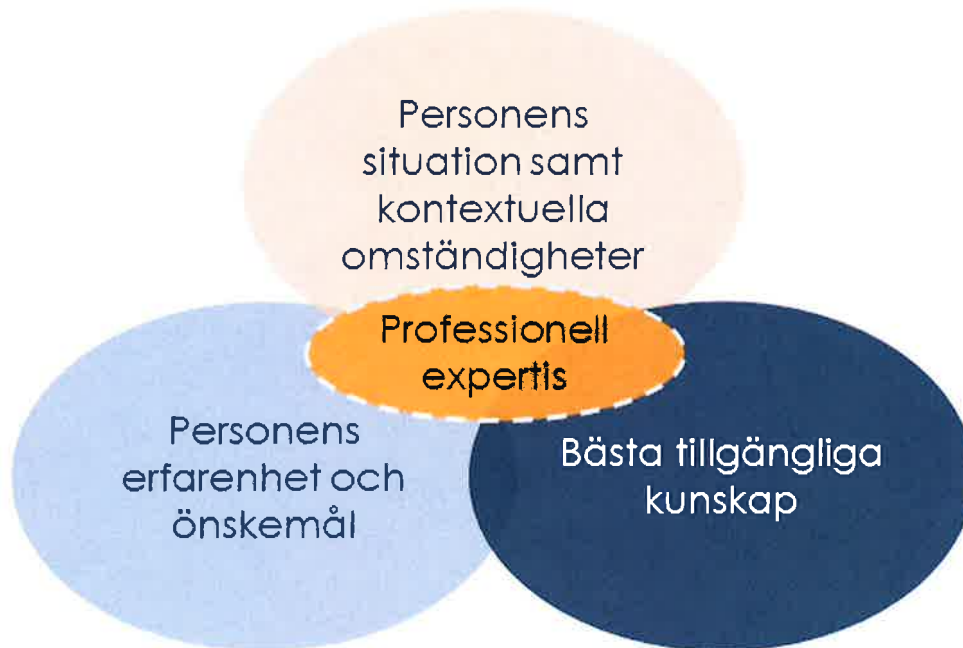 Personens
situation samt
kontextuella
omständigheter
Professionell
expertis
Personens
erfarenhet och
önskemål
Bästa tillgängliga
kunskap